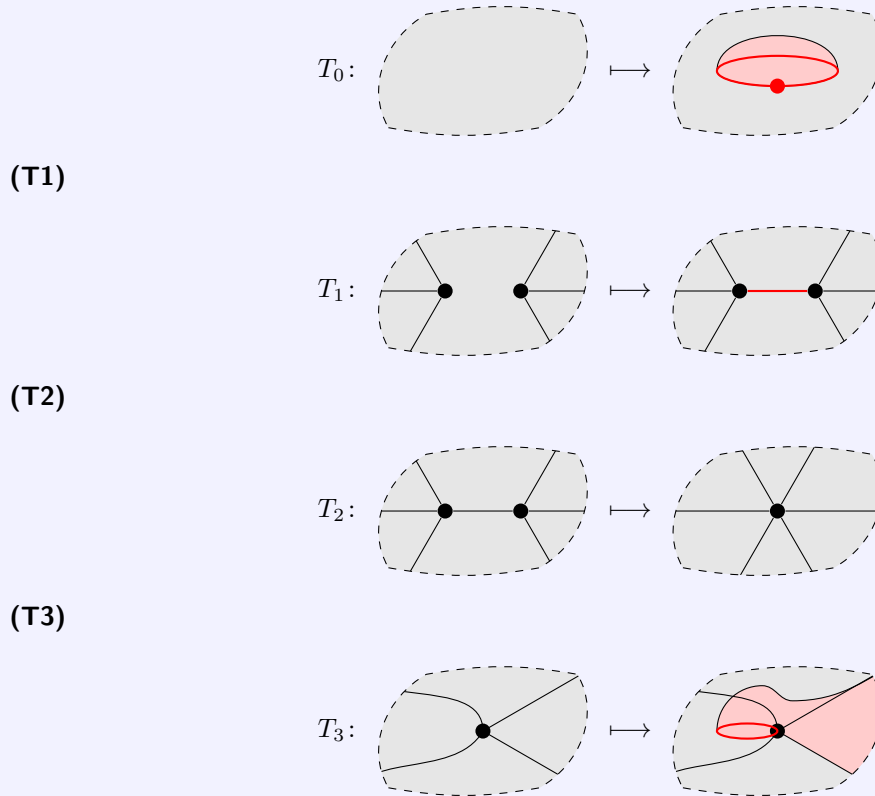 T₀: ⟼
(T1)
T₁: ⟼
(T2)
T₂: ⟼
(T3)
T₃: ⟼